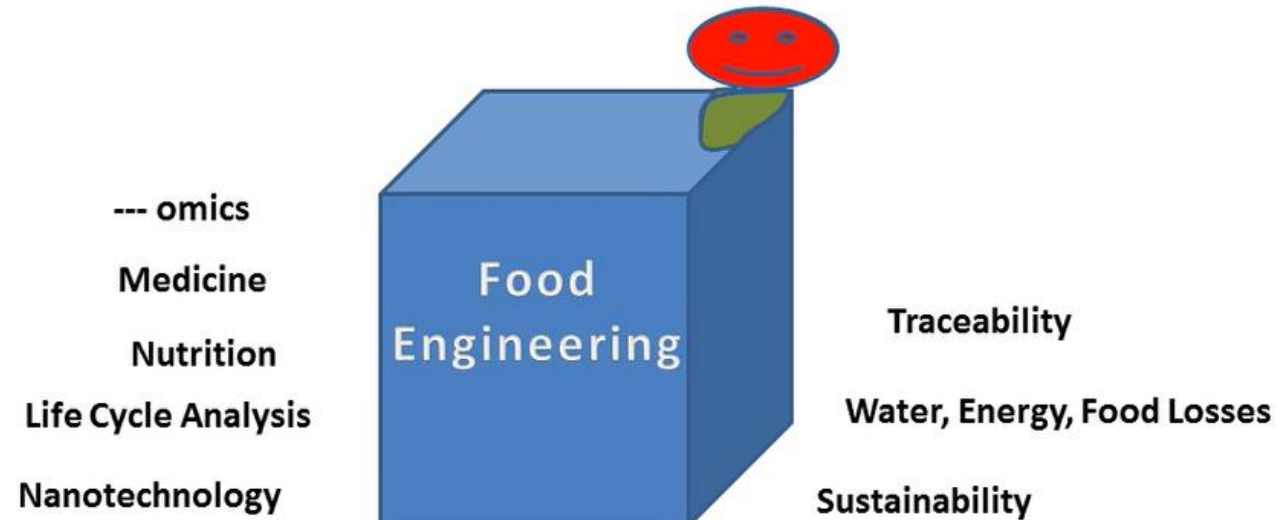 --- omics
Medicine
Nutrition
Life Cycle Analysis
Nanotechnology
Food
Engineering
Traceability
Water, Energy, Food Losses
Sustainability